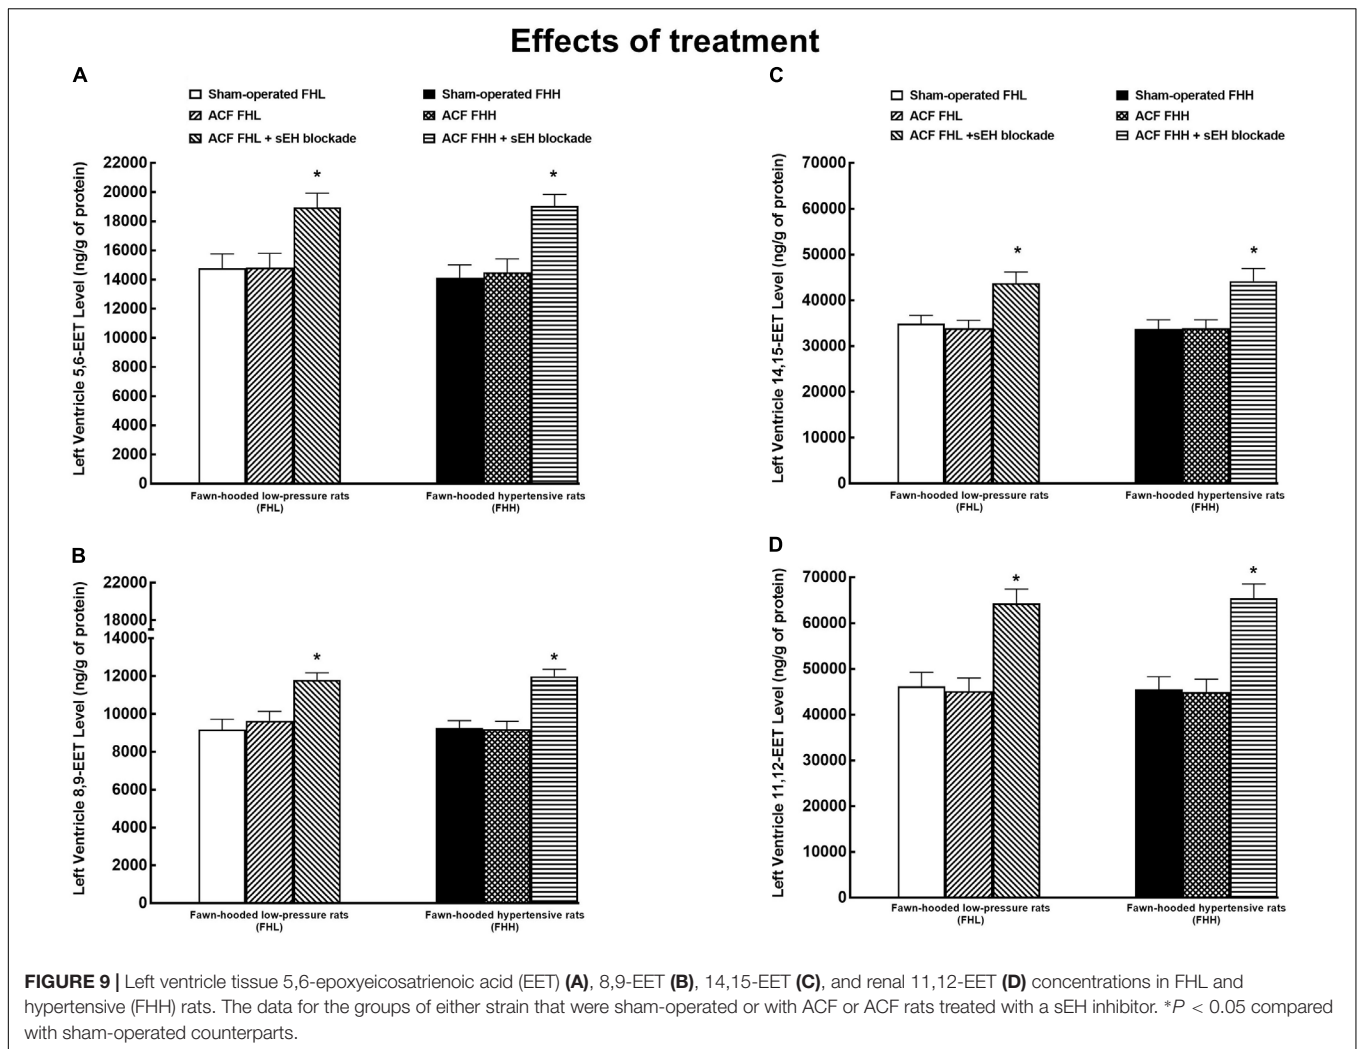 Effects of treatment
A
Sham-operated FHL
Sham-operated FHH
ACF FHL
ACF FHH
ACF FHL + sEH blockade
ACF FHH + sEH blockade
Left Ventricle 5,6-EET Level (ng/g of protein)
22000
20000
18000
16000
14000
12000
10000
8000
6000
4000
2000
0
*
*
Fawn-hooded low-pressure rats
(FHL)
Fawn-hooded hypertensive rats
(FHH)
B
Left Ventricle 8,9-EET Level (ng/g of protein)
22000
18000
14000
12000
10000
8000
6000
4000
2000
0
*
*
Fawn-hooded low-pressure rats
(FHL)
Fawn-hooded hypertensive rats
(FHH)
C
Sham-operated FHL
Sham-operated FHH
ACF FHL
ACF FHH
ACF FHL +sEH blockade
ACF FHH + sEH blockade
Left Ventricle 14,15-EET Level (ng/g of protein)
70000
60000
50000
40000
30000
20000
10000
0
*
*
Fawn-hooded low-pressure rats
(FHL)
Fawn-hooded hypertensive rats
(FHH)
D
Left Ventricle 11,12-EET Level (ng/g of protein)
70000
60000
50000
40000
30000
20000
10000
0
*
*
Fawn-hooded low-pressure rats
(FHL)
Fawn-hooded hypertensive rats
(FHH)
FIGURE 9 | Left ventricle tissue 5,6-epoxyeicosatrienoic acid (EET) (A), 8,9-EET (B), 14,15-EET (C), and renal 11,12-EET (D) concentrations in FHL and
hypertensive (FHH) rats. The data for the groups of either strain that were sham-operated or with ACF or ACF rats treated with a sEH inhibitor. *P < 0.05 compared
with sham-operated counterparts.